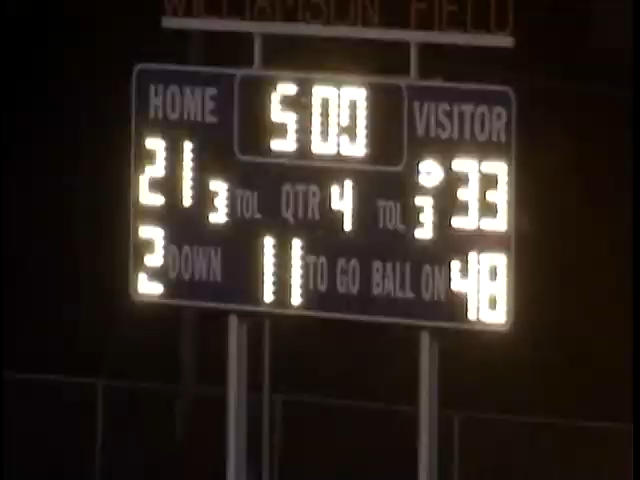 WILLIAMSON FIELD
HOME 5 00 VISITOR
21 3 TOL QTR 4 TOL 3 33
2 DOWN 11 TO GO BALL ON 48